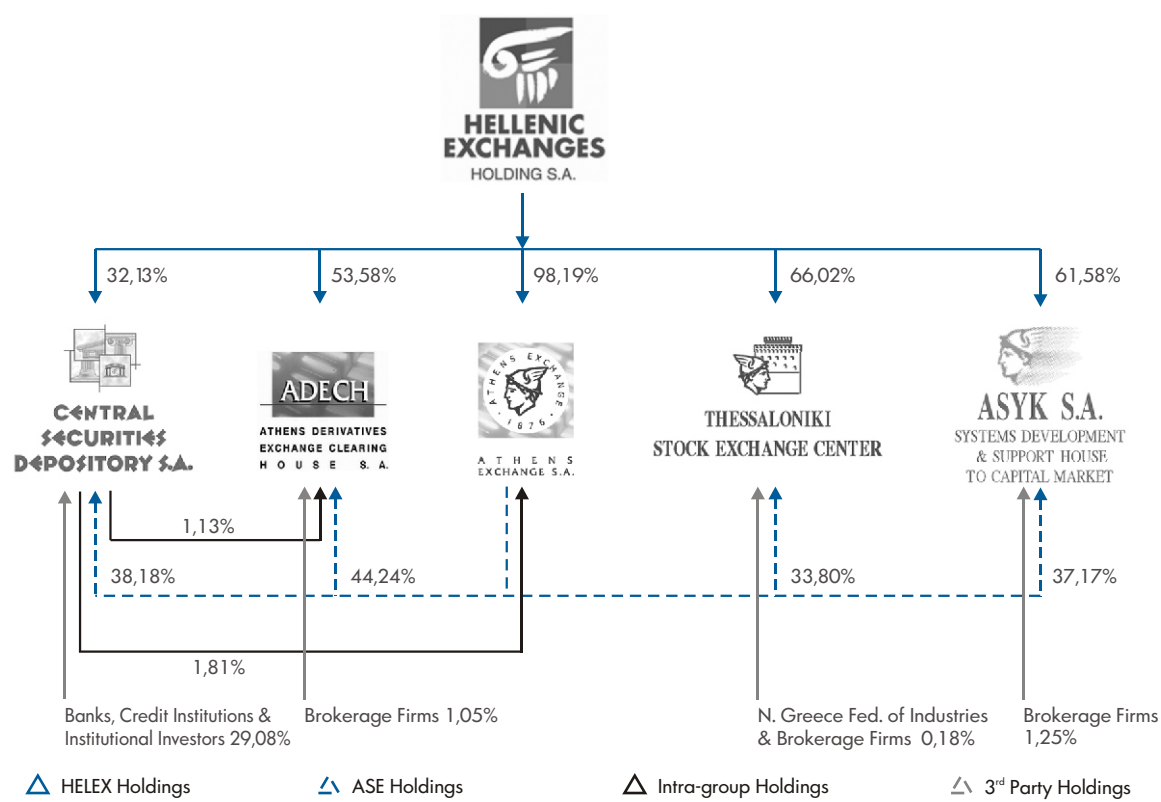 HELLENIC
EXCHANGES
HOLDING S.A.
32,13%
53,58%
98,19%
66,02%
61,58%
CENTRAL
SECURITIES
DEPOSITORY S.A.
ADECH
ATHENS DERIVATIVES
EXCHANGE CLEARING
HOUSE S.A.
ATHENS EXCHANGE
1876
ATHENS
EXCHANGE S.A.
THESSALONIKI
STOCK EXCHANGE CENTER
ASYK S.A.
SYSTEMS DEVELOPMENT
& SUPPORT HOUSE
TO CAPITAL MARKET
1,13%
38,18%
44,24%
33,80%
37,17%
1,81%
Banks, Credit Institutions &
Institutional Investors 29,08%
Brokerage Firms 1,05%
N. Greece Fed. of Industries
& Brokerage Firms 0,18%
Brokerage Firms
1,25%
HELEX Holdings
ASE Holdings
Intra-group Holdings
3rd Party Holdings